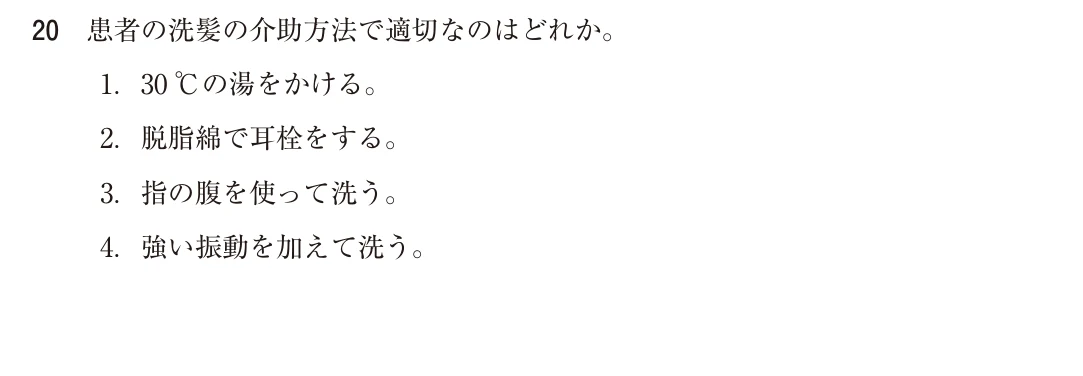 20 患者の洗髪の介助方法で適切なのはどれか。
1. 30 ℃の湯をかける。
2. 脱脂綿で耳栓をする。
3. 指の腹を使って洗う。
4. 強い振動を加えて洗う。